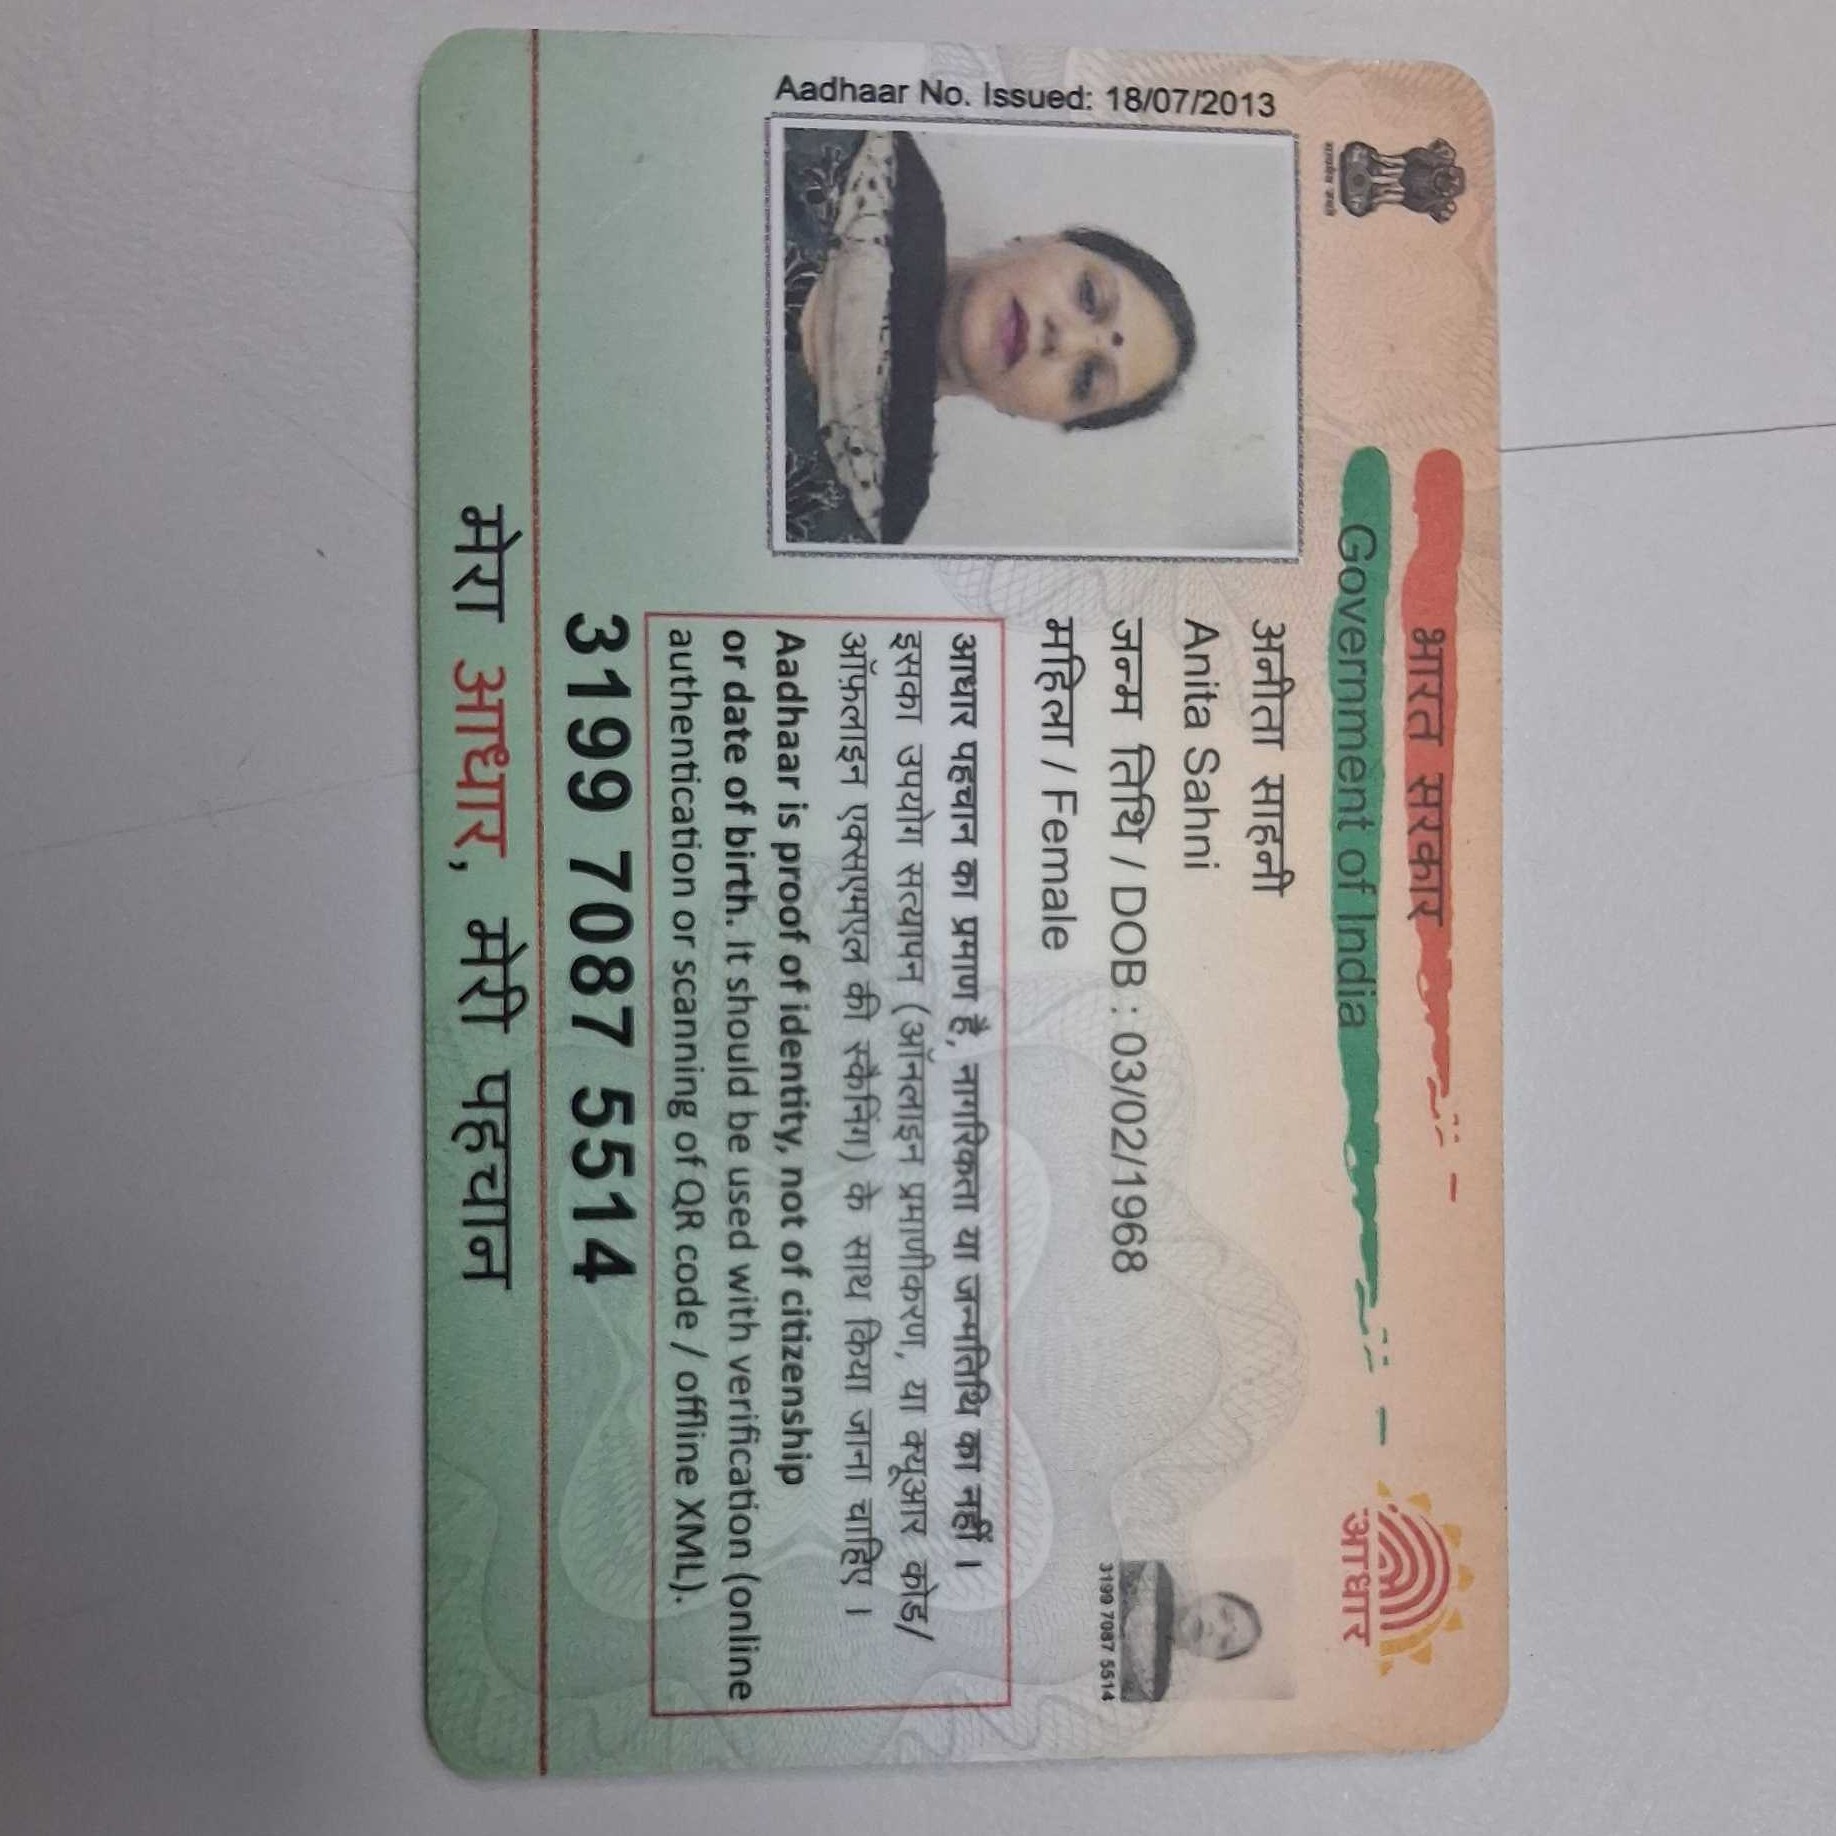 भारत सरकार
Government of India
आधार
सत्यमेव जयते
Aadhaar No. Issued: 18/07/2013
अनीता साहनी
Anita Sahni
जन्म तिथि / DOB : 03/02/1968
महिला / Female
3199 7087 5514
आधार पहचान का प्रमाण है, नागरिकता या जन्मतिथि का नहीं ।
इसका उपयोग सत्यापन (ऑनलाइन प्रमाणीकरण, या क्यूआर कोड/
ऑफ़लाइन एक्सएमएल की स्कैनिंग) के साथ किया जाना चाहिए ।
Aadhaar is proof of identity, not of citizenship
or date of birth. It should be used with verification (online
authentication or scanning of QR code / offline XML).
3199 7087 5514
मेरा आधार, मेरी पहचान